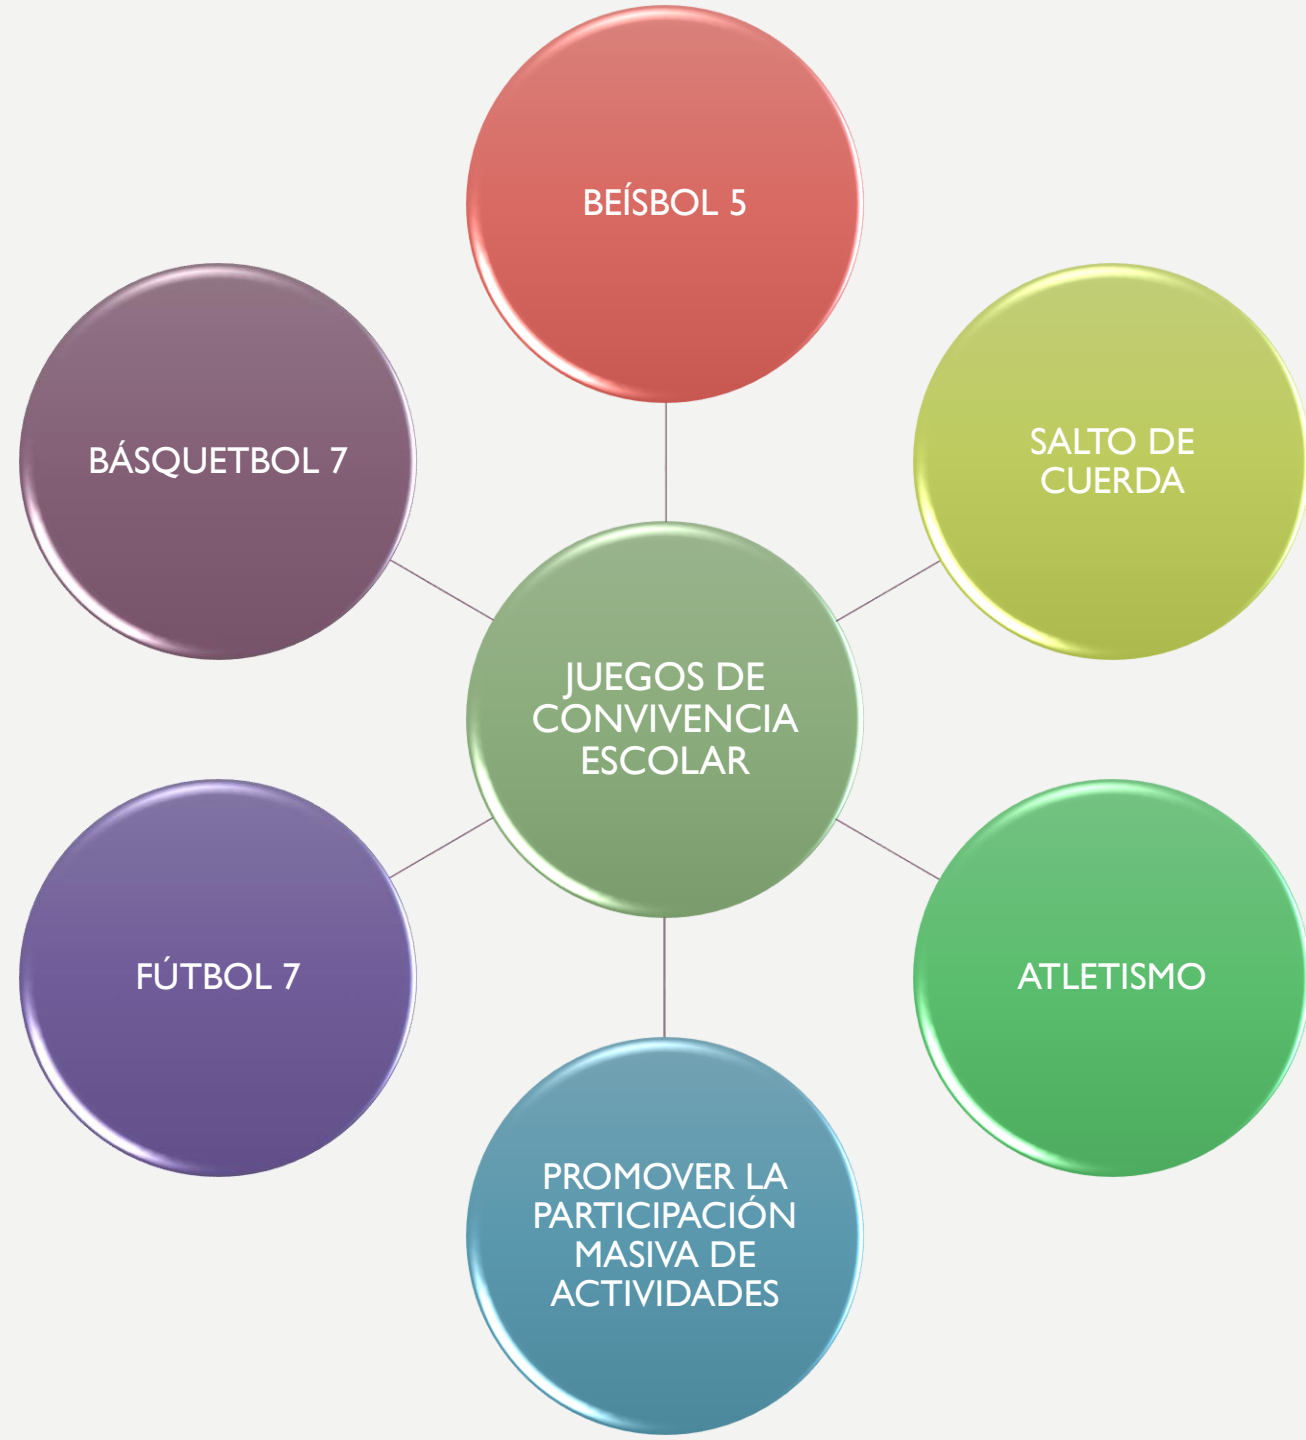 BEÍSBOL 5
BÁSQUETBOL 7
SALTO DE
CUERDA
JUEGOS DE
CONVIVENCIA
ESCOLAR
FÚTBOL 7
ATLETISMO
PROMOVER LA
PARTICIPACIÓN
MASIVA DE
ACTIVIDADES